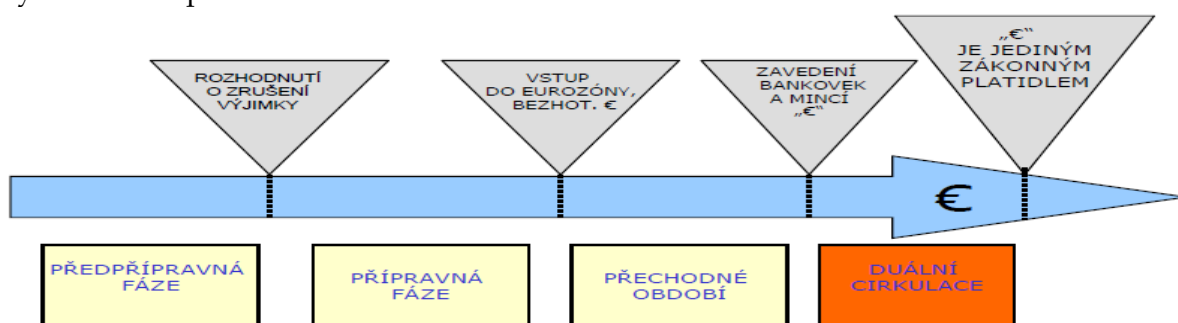 ROZHODNUTÍ
O ZRUŠENÍ
VÝJIMKY
VSTUP
DO EUROZÓNY,
BEZHOT. €
ZAVEDENÍ
BANKOVEK
A MINCÍ
„€“
„€“
JE JEDINÝM
ZÁKONNÝM
PLATIDLEM
€
PŘEDPŘÍPRAVNÁ
FÁZE
PŘÍPRAVNÁ
FÁZE
PŘECHODNÉ
OBDOBÍ
DUÁLNÍ
CIRKULACE